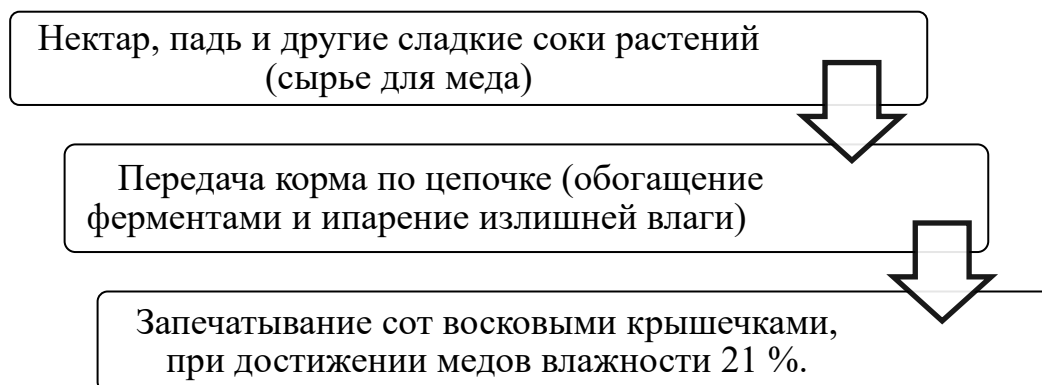 Нектар, падь и другие сладкие соки растений
(сырье для меда)
Передача корма по цепочке (обогащение
ферментами и ипарение излишней влаги)
Запечатывание сот восковыми крышечками,
при достижении медов влажности 21 %.